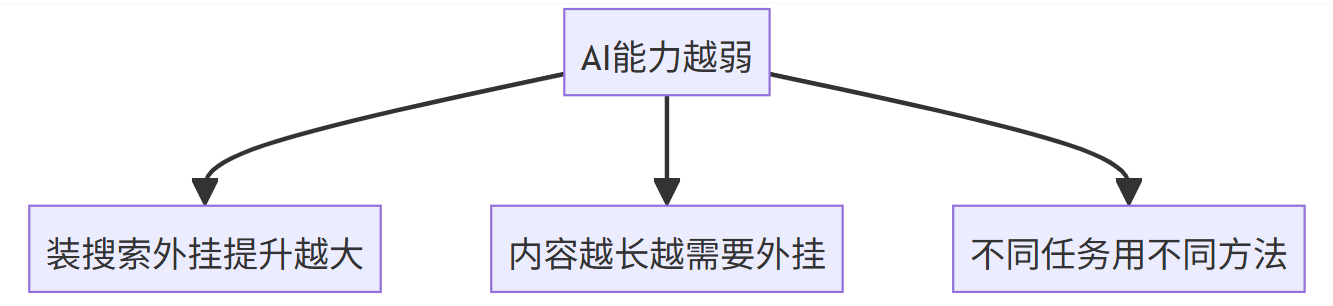 AI能力越弱
装搜索外挂提升越大
内容越长越需要外挂
不同任务用不同方法